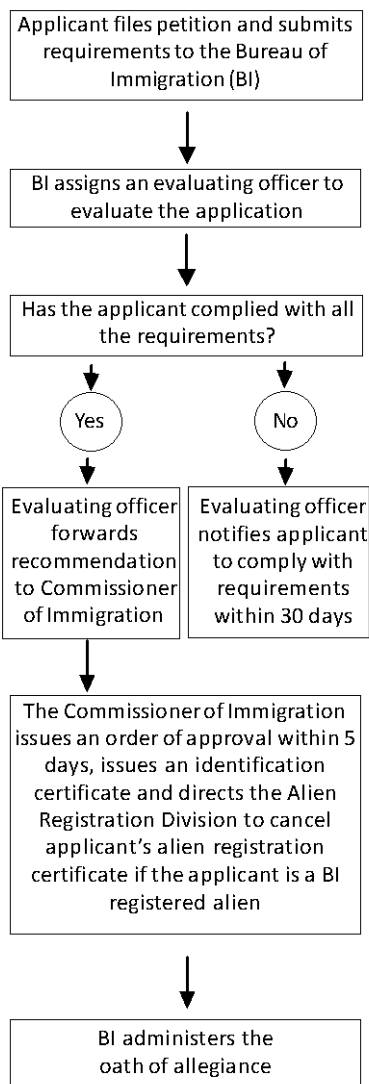 Applicant files petition and submits
requirements to the Bureau of
Immigration (BI)
BI assigns an evaluating officer to
evaluate the application
Has the applicant complied with all
the requirements?
Yes
No
Evaluating officer
forwards
recommendation
to Commissioner
of Immigration
Evaluating officer
notifies applicant
to comply with
requirements
within 30 days
The Commissioner of Immigration
issues an order of approval within 5
days, issues an identification
certificate and directs the Alien
Registration Division to cancel
applicant's alien registration
certificate if the applicant is a BI
registered alien
BI administers the
oath of allegiance